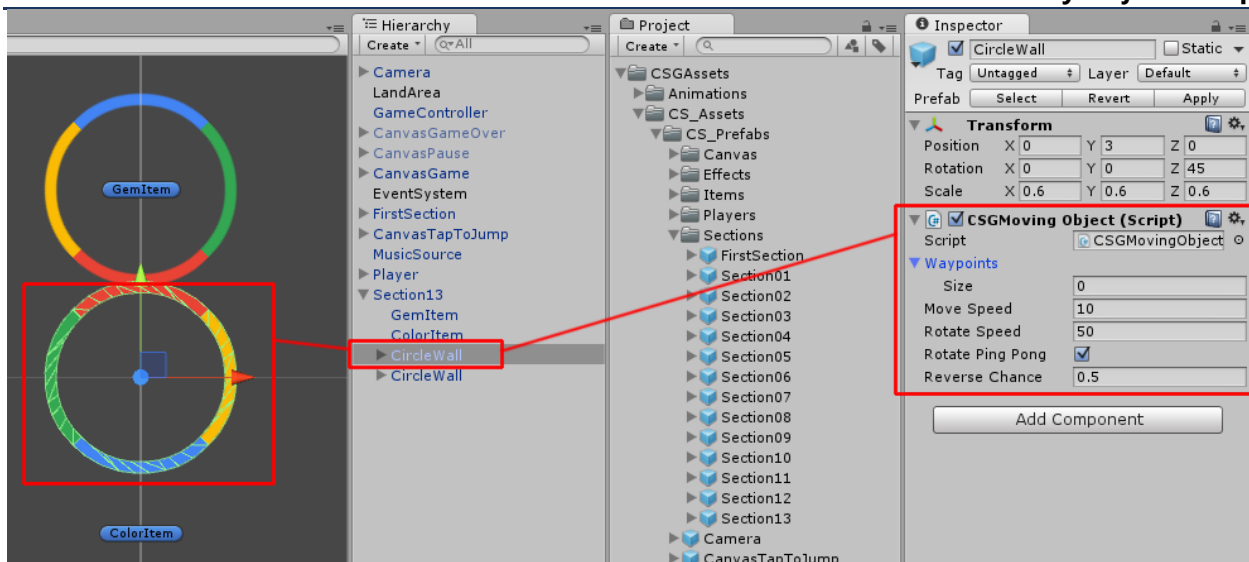 GemItem
ColorItem
Hierarchy
Create All
Camera
LandArea
GameController
CanvasGameOver
CanvasPause
CanvasGame
EventSystem
FirstSection
CanvasTapToJump
MusicSource
Player
Section13
GemItem
ColorItem
CircleWall
CircleWall
Project
Create
CSGAssets
Animations
CS_Assets
CS_Prefabs
Canvas
Effects
Items
Players
Sections
FirstSection
Section01
Section02
Section03
Section04
Section05
Section06
Section07
Section08
Section09
Section10
Section11
Section12
Section13
Camera
CanvasTapToJump
Inspector
CircleWall Static
Tag Untagged Layer Default
Prefab Select Revert Apply
Transform
Position X 0 Y 3 Z 0
Rotation X 0 Y 0 Z 45
Scale X 0.6 Y 0.6 Z 0.6
CSGMoving Object (Script)
Script CSGMovingObject
Waypoints
Size 0
Move Speed 10
Rotate Speed 50
Rotate Ping Pong
Reverse Chance 0.5
Add Component